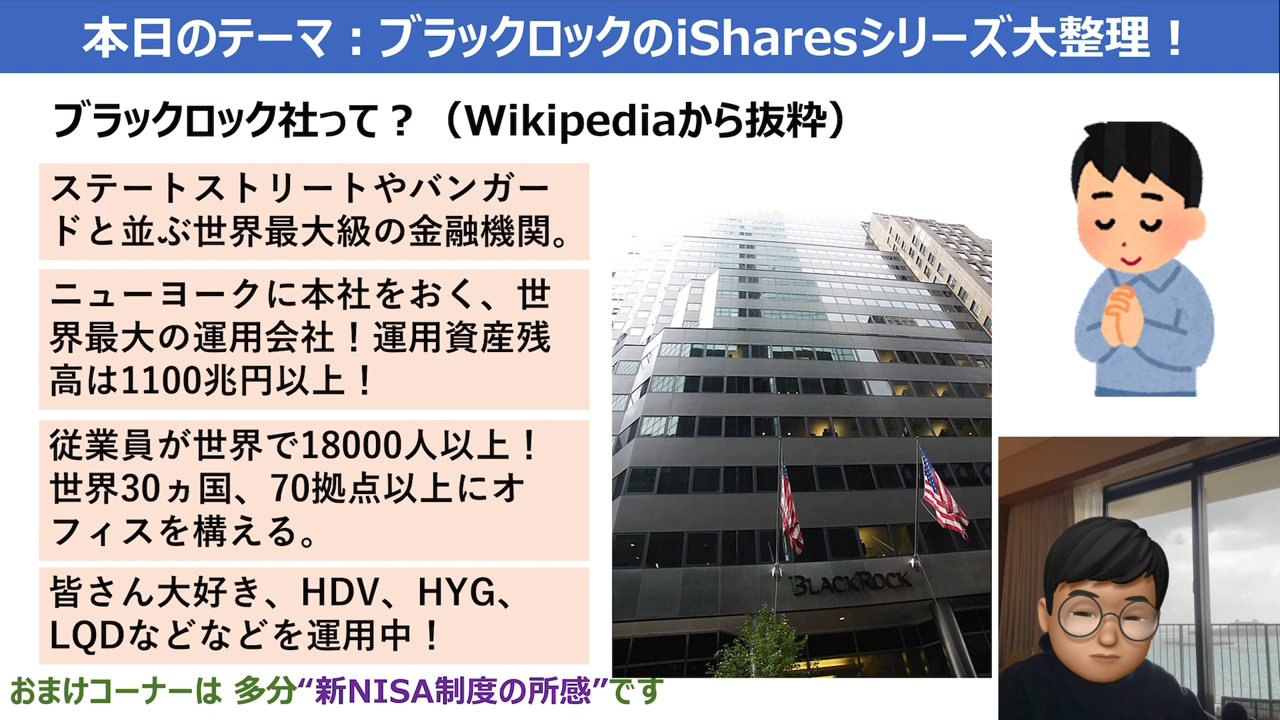 本日のテーマ：ブラックロックのiSharesシリーズ大整理！
ブラックロック社って？（Wikipediaから抜粋）
ステートストリートやバンガー
ドと並ぶ世界最大級の金融機関。
ニューヨークに本社をおく、世
界最大の運用会社！運用資産残
高は1100兆円以上！
従業員が世界で18000人以上！
世界30ヵ国、70拠点以上にオ
フィスを構える。
皆さん大好き、HDV、HYG、
LQDなどなどを運用中！
BLACKROCK
おまけコーナーは 多分“新NISA制度の所感”です